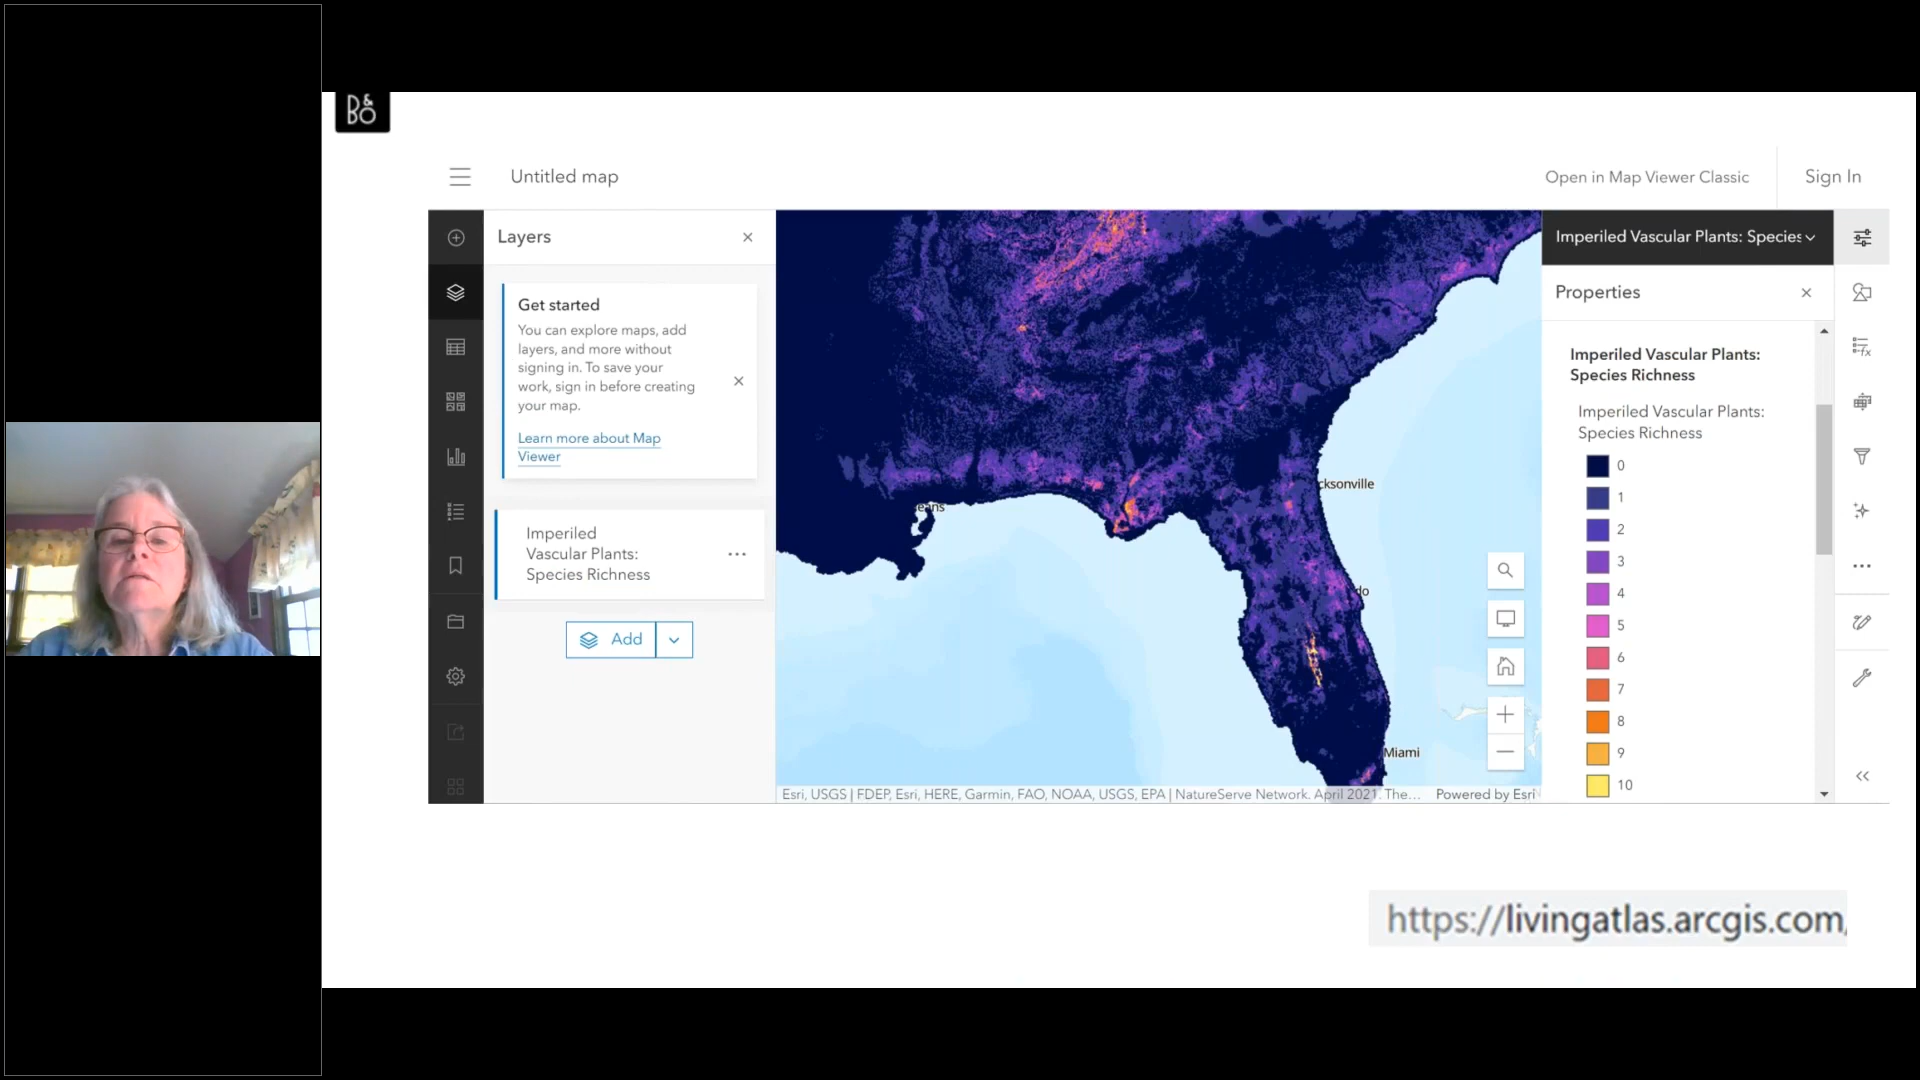 B&O
Untitled map
Open in Map Viewer Classic
Sign In
Layers
Get started
You can explore maps, add
layers, and more without
signing in. To save your
work, sign in before creating
your map.
Learn more about Map
Viewer
Imperiled
Vascular Plants:
Species Richness
Add
eans
cksonville
do
Miami
Esri, USGS | FDEP, Esri, HERE, Garmin, FAO, NOAA, USGS, EPA | NatureServe Network. April 2021. The...
Powered by Esri
Imperiled Vascular Plants: Species
Properties
Imperiled Vascular Plants:
Species Richness
Imperiled Vascular Plants:
Species Richness
0
1
2
3
4
5
6
7
8
9
10
https://livingatlas.arcgis.com/